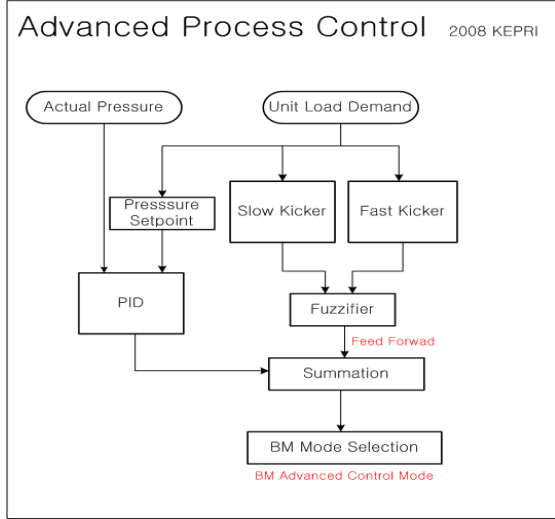 Advanced Process Control 2008 KEPRI
Actual Pressure
Unit Load Demand
Presssure
Setpoint
Slow Kicker
Fast Kicker
PID
Fuzzifier
Feed Forwad
Summation
BM Mode Selection
BM Advanced Control Mode